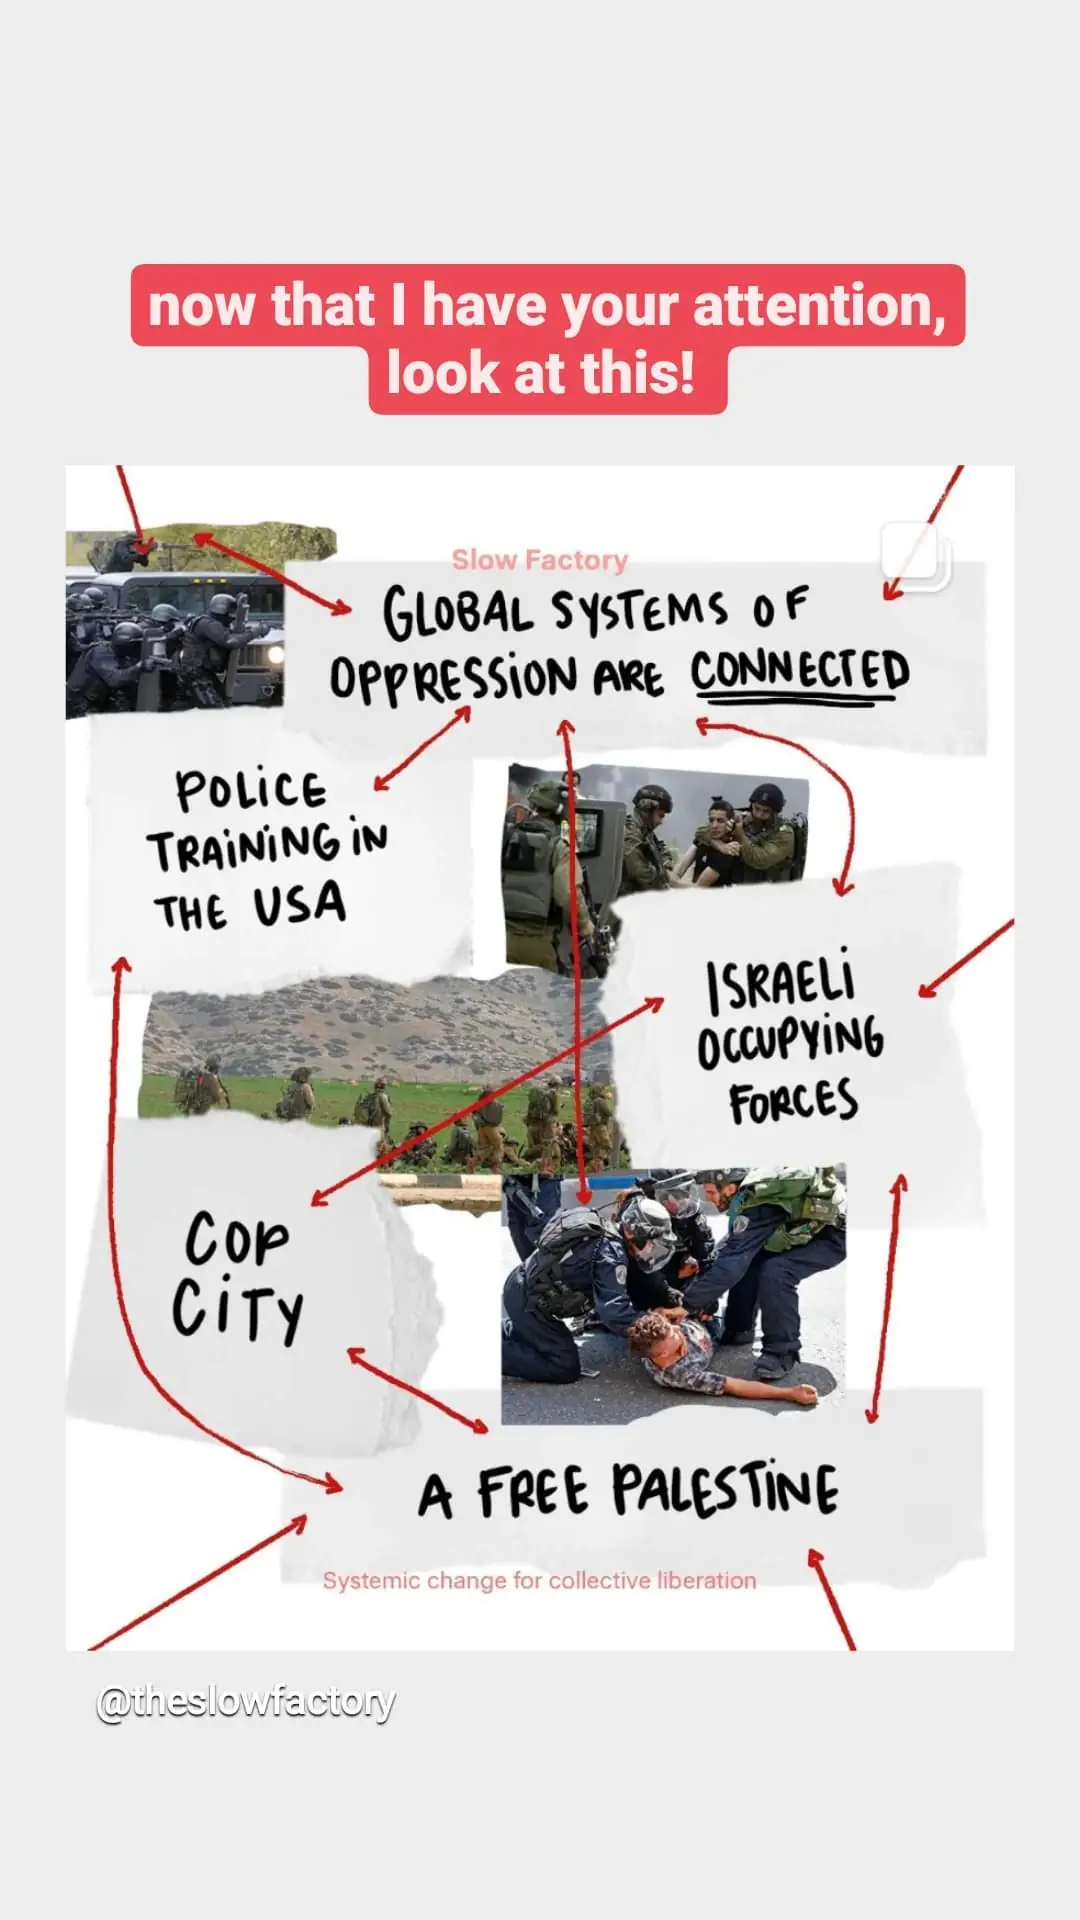 now that I have your attention,
look at this!
Slow Factory
GLOBAL SYSTEMS OF
OPPRESSION ARE CONNECTED
POLICE
TRAINING IN
THE USA
ISRAELI
OCCUPYING
FORCES
COP
CITY
A FREE PALESTINE
Systemic change for collective liberation
@theslowfactory